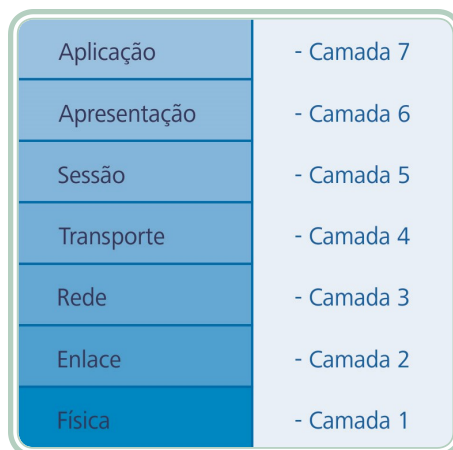 Aplicação - Camada 7
Apresentação - Camada 6
Sessão - Camada 5
Transporte - Camada 4
Rede - Camada 3
Enlace - Camada 2
Física - Camada 1